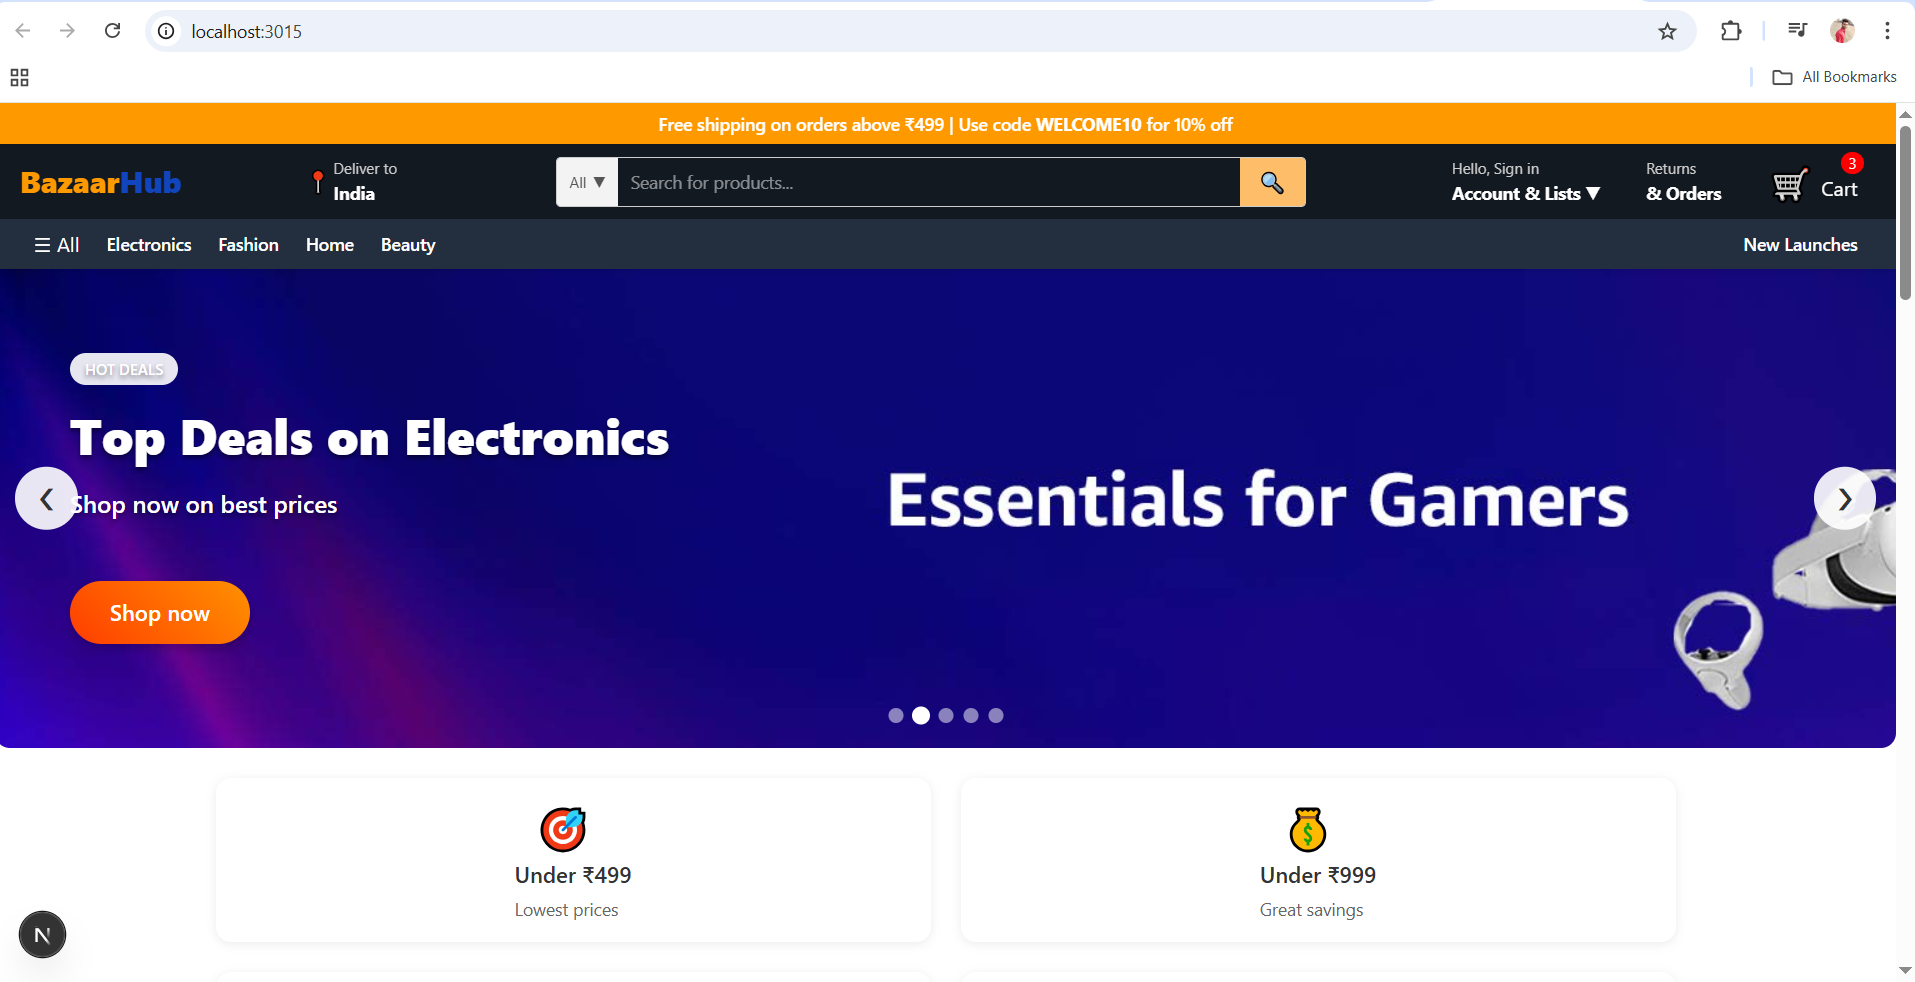 localhost:3015
All Bookmarks
Free shipping on orders above ₹499 | Use code WELCOME10 for 10% off
BazaarHub
Deliver to
India
All ▼
Search for products...
Hello, Sign in
Account & Lists ▼
Returns
& Orders
3
Cart
☰ All
Electronics
Fashion
Home
Beauty
New Launches
HOT DEALS
Top Deals on Electronics
Shop now on best prices
Essentials for Gamers
Shop now
Under ₹499
Lowest prices
Under ₹999
Great savings
N